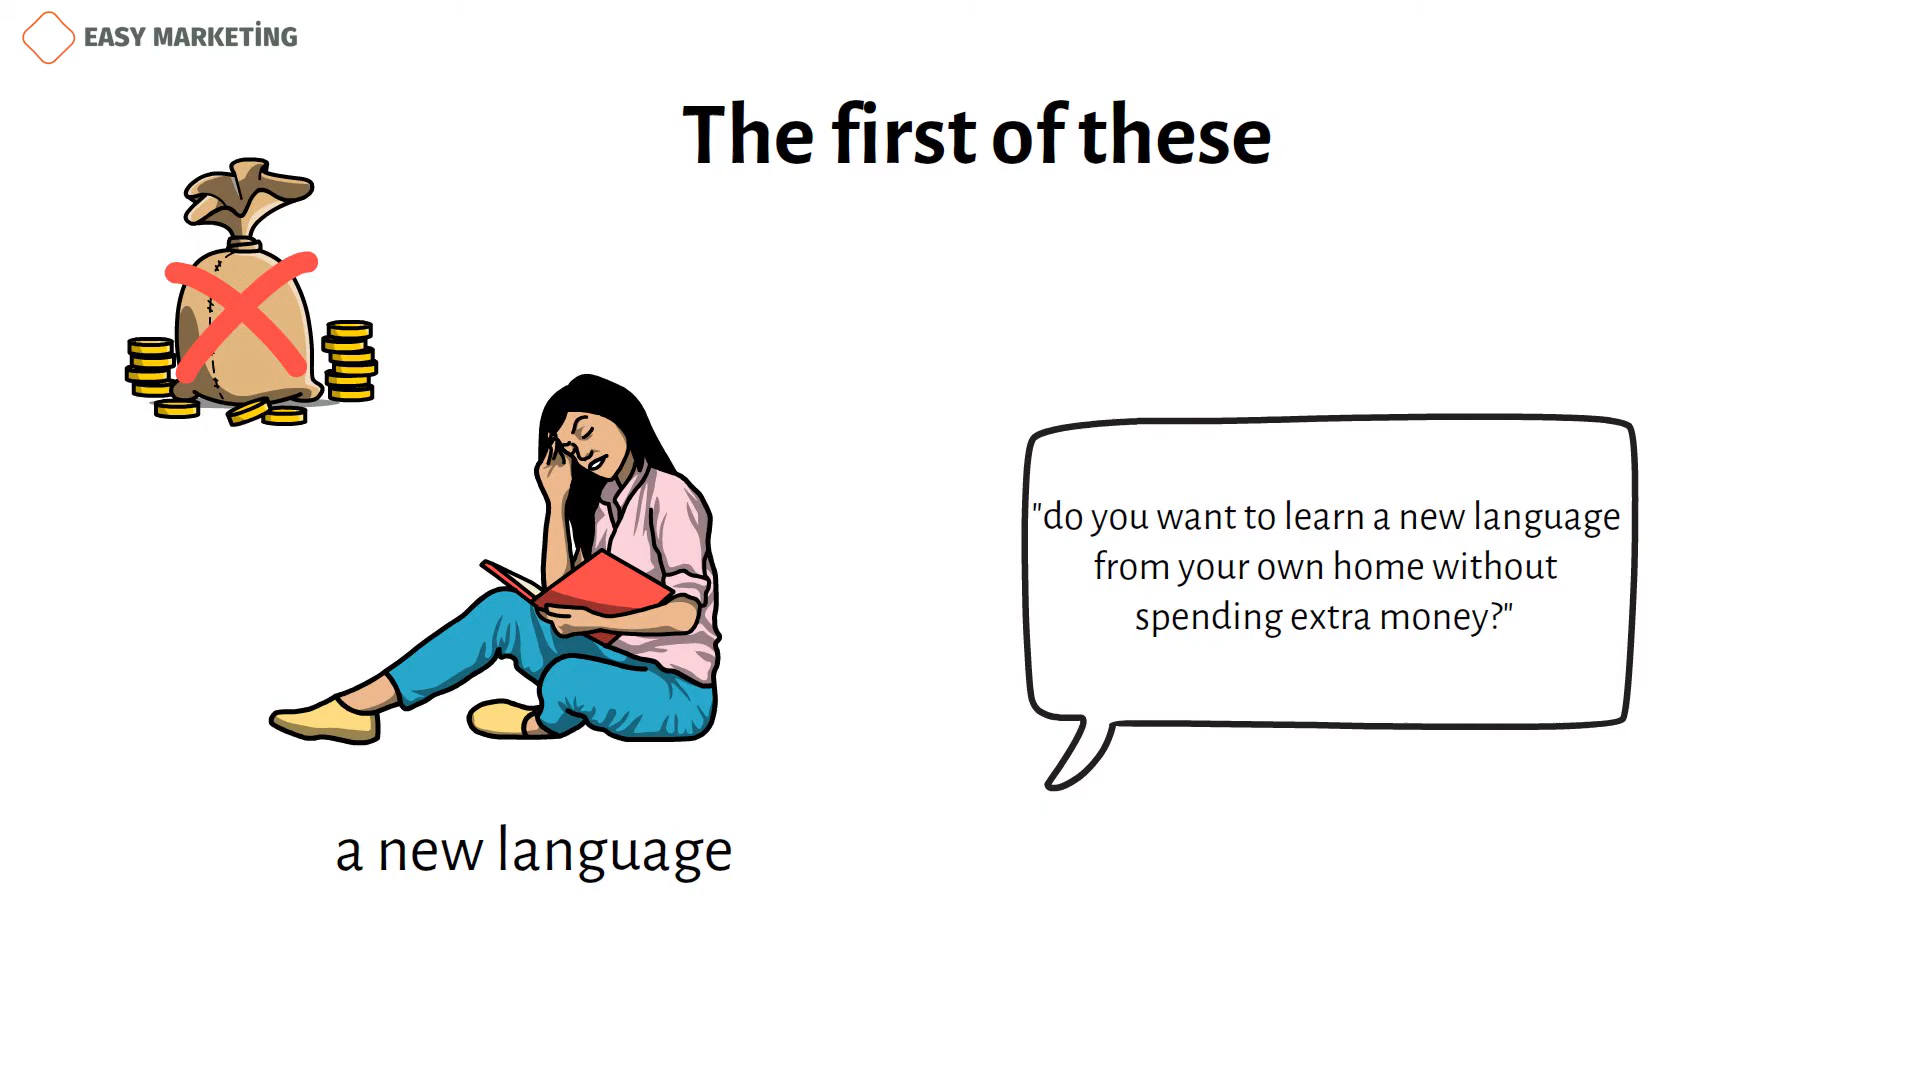 EASY MARKETİNG
The first of these
"do you want to learn a new language
from your own home without
spending extra money?"
a new language